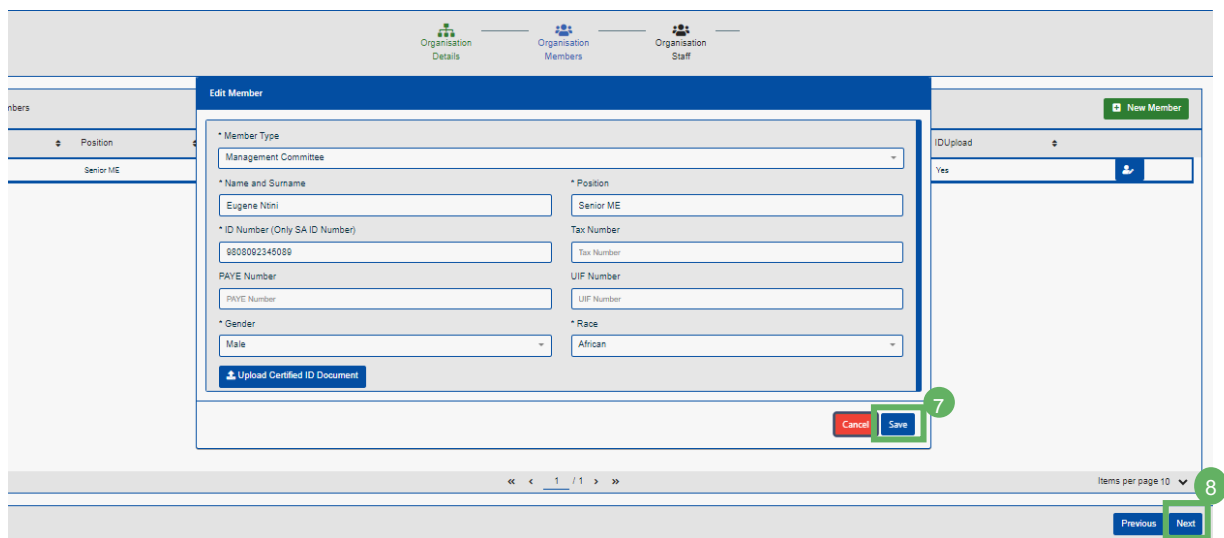 Organisation Details
Organisation Members
Organisation Staff
Edit Member
mbers
New Member
Position
IDUpload
Senior ME
Yes
* Member Type
Management Committee
* Name and Surname
* Position
Eugene Ntini
Senior ME
* ID Number (Only SA ID Number)
Tax Number
9808092345089
Tax Number
PAYE Number
UIF Number
PAYE Number
UIF Number
* Gender
* Race
Male
African
Upload Certified ID Document
7
Cancel
Save
« ‹ 1 / 1 › »
Items per page 10
8
Previous
Next